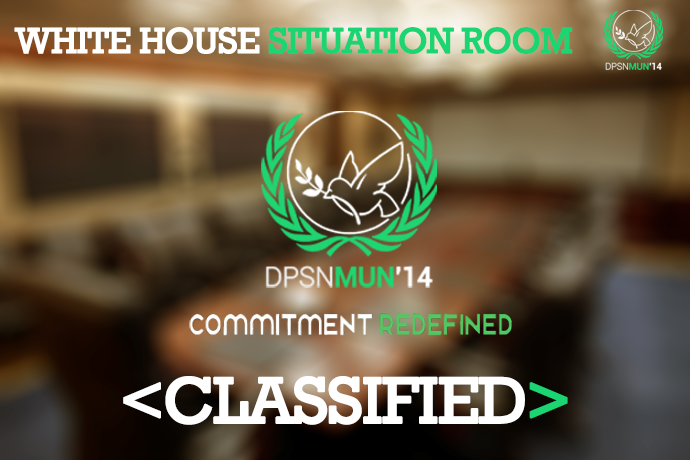 WHITE HOUSE SITUATION ROOM
DPSNMUN'14
DPSNMUN'14
COMMITMENT REDEFINED
<CLASSIFIED>